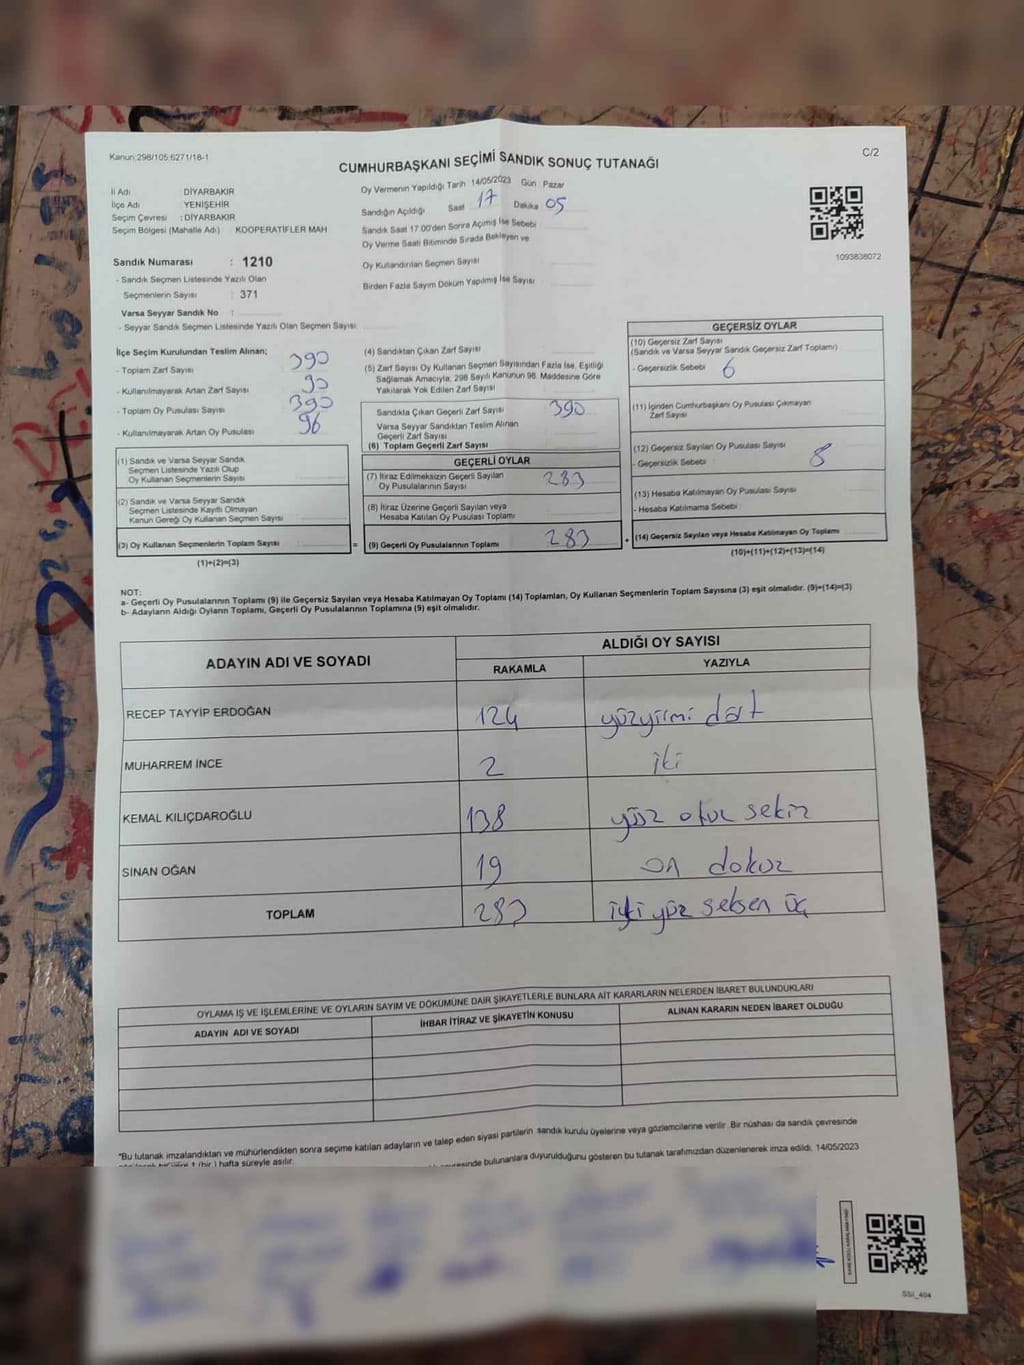 Kanun:298/105;6271/18-1
C/2
CUMHURBAŞKANI SEÇİMİ SANDIK SONUÇ TUTANAĞI
İl Adı DİYARBAKIR
İlçe Adı YENİŞEHİR
Seçim Çevresi : DİYARBAKIR
Seçim Bölgesi (Mahalle Adı) KOOPERATİFLER MAH
Oy Vermenin Yapıldığı Tarih 14/05/2023 Gün Pazar
Sandığın Açıldığı Saat 17 Dakika 05
Sandık Saat 17.00'den Sonra Açımış İse Sebebi
Oy Verme Saati Bitiminde Sırada Bekleyen ve
Oy Kullandırılan Seçmen Sayısı
Birden Fazla Sayım Döküm Yapılmış İse Sayısı
1093838072
Sandık Numarası : 1210
- Sandık Seçmen Listesinde Yazılı Olan
Seçmenlerin Sayısı : 371
Varsa Seyyar Sandık No :
- Seyyar Sandık Seçmen Listesinde Yazılı Olan Seçmen Sayısı
İlçe Seçim Kurulundan Teslim Alınan;
- Toplam Zarf Sayısı 390
- Kullanılmayarak Artan Zarf Sayısı 90
- Toplam Oy Pusulası Sayısı 390
- Kullanılmayarak Artan Oy Pusulası 96
(1) Sandık ve Varsa Seyyar Sandık
Seçmen Listesinde Yazılı Olup
Oy Kullanan Seçmen Sayısı
(2) Sandık ve Varsa Seyyar Sandık
Seçmen Listesinde Kayıtlı Olmayan
Kanun Gereği Oy Kullanan Seçmen Sayısı
(3) Oy Kullanan Seçmenlerin Toplam Sayısı
(1)+(2)=(3)
=
(4) Sandıktan Çıkan Zarf Sayısı
(5) Zarf Sayısı Oy Kullanan Seçmen Sayısından Fazla İse, Eşitliği
Sağlamak Amacıyla, 298 Sayılı Kanunun 98. Maddesine Göre
Yakılarak Yok Edilen Zarf Sayısı
Sandıkta Çıkan Geçerli Zarf Sayısı 390
Varsa Seyyar Sandıktan Teslim Alınan
Geçerli Zarf Sayısı
(6) Toplam Geçerli Zarf Sayısı
GEÇERLİ OYLAR
(7) İtiraz Edilmeksizin Geçerli Sayılan
Oy Pusulalarının Sayısı 283
(8) İtiraz Üzerine Geçerli Sayılan veya
Hesaba Katılan Oy Pusulası Toplamı
(9) Geçerli Oy Pusulalarının Toplamı 283
+
GEÇERSİZ OYLAR
(10) Geçersiz Zarf Sayısı
(Sandık ve Varsa Seyyar Sandık Geçersiz Zarf Toplamı)
- Geçersizlik Sebebi 6
(11) İçinden Cumhurbaşkanı Oy Pusulası Çıkmayan
Zarf Sayısı
(12) Geçersiz Sayılan Oy Pusulası Sayısı
- Geçersizlik Sebebi 8
(13) Hesaba Katılmayan Oy Pusulası Sayısı
- Hesaba Katılmama Sebebi
(14) Geçersiz Sayılan veya Hesaba Katılmayan Oy Toplamı
(10)+(11)+(12)+(13)=(14)
NOT:
a- Geçerli Oy Pusulalarının Toplamı (9) ile Geçersiz Sayılan veya Hesaba Katılmayan Oy Toplamı (14) Toplamları, Oy Kullanan Seçmenlerin Toplam Sayısına (3) eşit olmalıdır. (9)+(14)=(3)
b- Adayların Aldığı Oyların Toplamı, Geçerli Oy Pusulalarının Toplamına (9) eşit olmalıdır.
ADAYIN ADI VE SOYADI
ALDIĞI OY SAYISI
RAKAMLA YAZIYLA
RECEP TAYYİP ERDOĞAN 124 yüzyirmi dört
MUHARREM İNCE 2 iki
KEMAL KILIÇDAROĞLU 138 yüz otuz sekiz
SİNAN OĞAN 19 on dokuz
TOPLAM 283 iki yüz seksen üç
OYLAMA İŞ VE İŞLEMLERİNE VE OYLARIN SAYIM VE DÖKÜMÜNE DAİR ŞİKAYETLERLE BUNLARA AİT KARARLARIN NELERDEN İBARET BULUNDUKLARI
ADAYIN ADI VE SOYADI İHBAR İTİRAZ VE ŞİKAYETİN KONUSU ALINAN KARARIN NEDEN İBARET OLDUĞU
"Bu tutanak imzalandıktan ve mühürlendikten sonra seçime katılan adayların ve talep eden siyasi partilerin sandık kurulu üyelerine veya gözlemcilerine verilir .Bir nüshası da sandık çevresinde
1 (bir ) hafta süreyle asılır. bulunanlara duyurulduğunu gösteren bu tutanak tarafımızdan düzenlenerek imza edildi. 14/05/2023
SSI_404